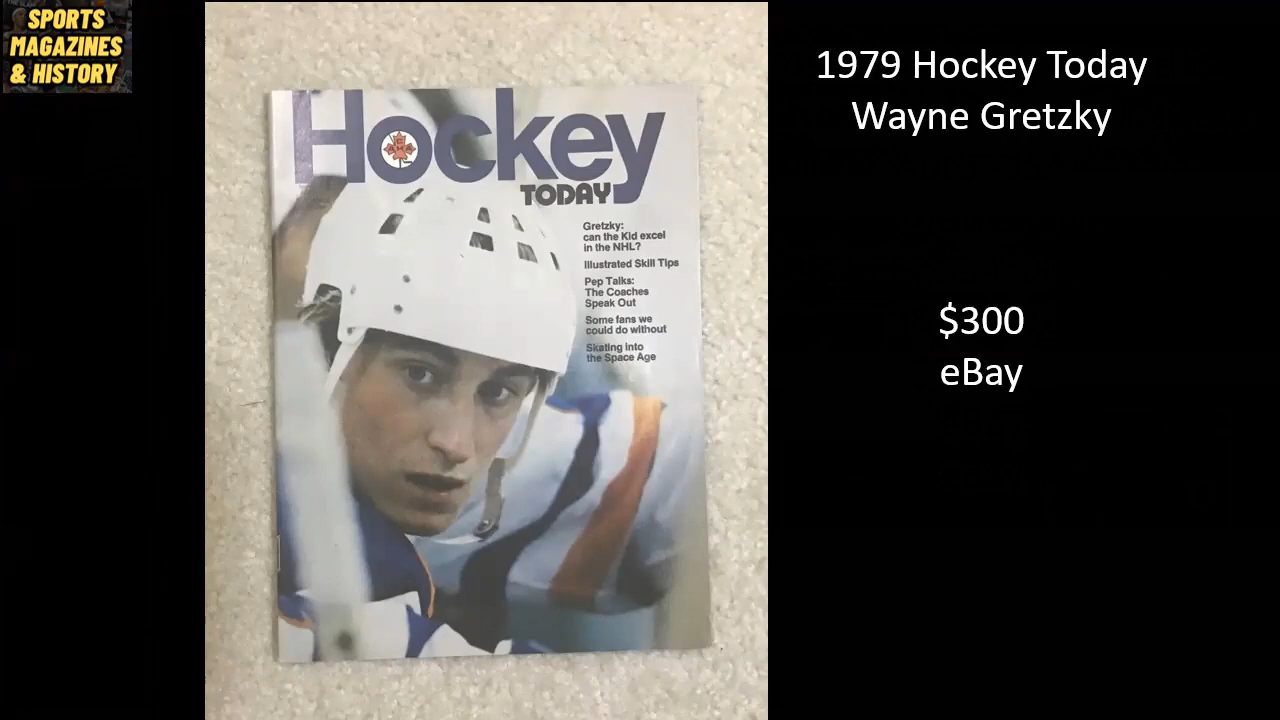 SPORTS
MAGAZINES
& HISTORY
1979 Hockey Today
Wayne Gretzky
$300
eBay
Hockey
C
AHA
TODAY
Gretzky:
can the Kid excel
in the NHL?
Illustrated Skill Tips
Pep Talks:
The Coaches
Speak Out
Some fans we
could do without
Skating into
the Space Age